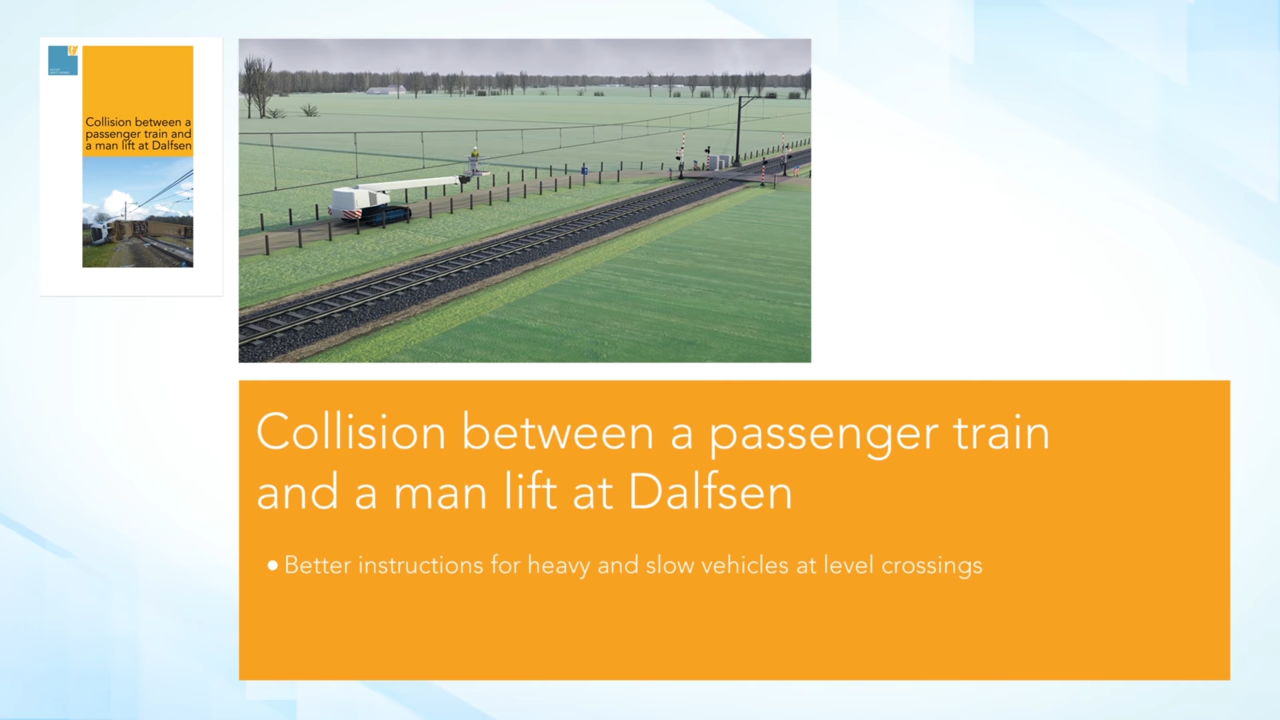 Collision between a
passenger train and
a man lift at Dalfsen
Collision between a passenger train
and a man lift at Dalfsen
● Better instructions for heavy and slow vehicles at level crossings